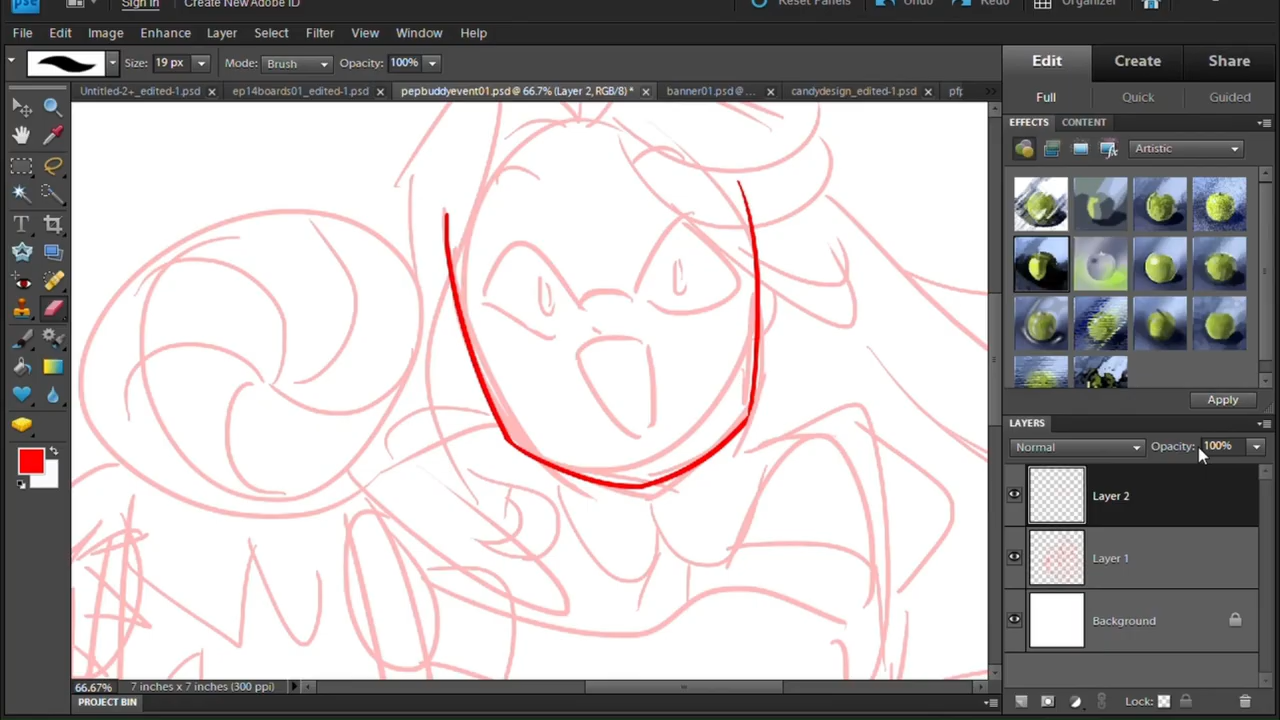 pse Sign In Create New Adobe ID Reset Panels Undo Redo Organizer
File Edit Image Enhance Layer Select Filter View Window Help
Size: 19 px Mode: Brush Opacity: 100%
Edit Create Share
Untitled-2+_edited-1.psd ep14boards01_edited-1.psd pepbuddyevent01.psd @ 66.7% (Layer 2, RGB/8) * banner01.psd @ ... candydesign_edited-1.psd pfp
Full Quick Guided
EFFECTS CONTENT
Artistic
Apply
LAYERS
Normal Opacity: 100%
Layer 2
Layer 1
Background
66.67% 7 inches x 7 inches (300 ppi)
Lock:
PROJECT BIN